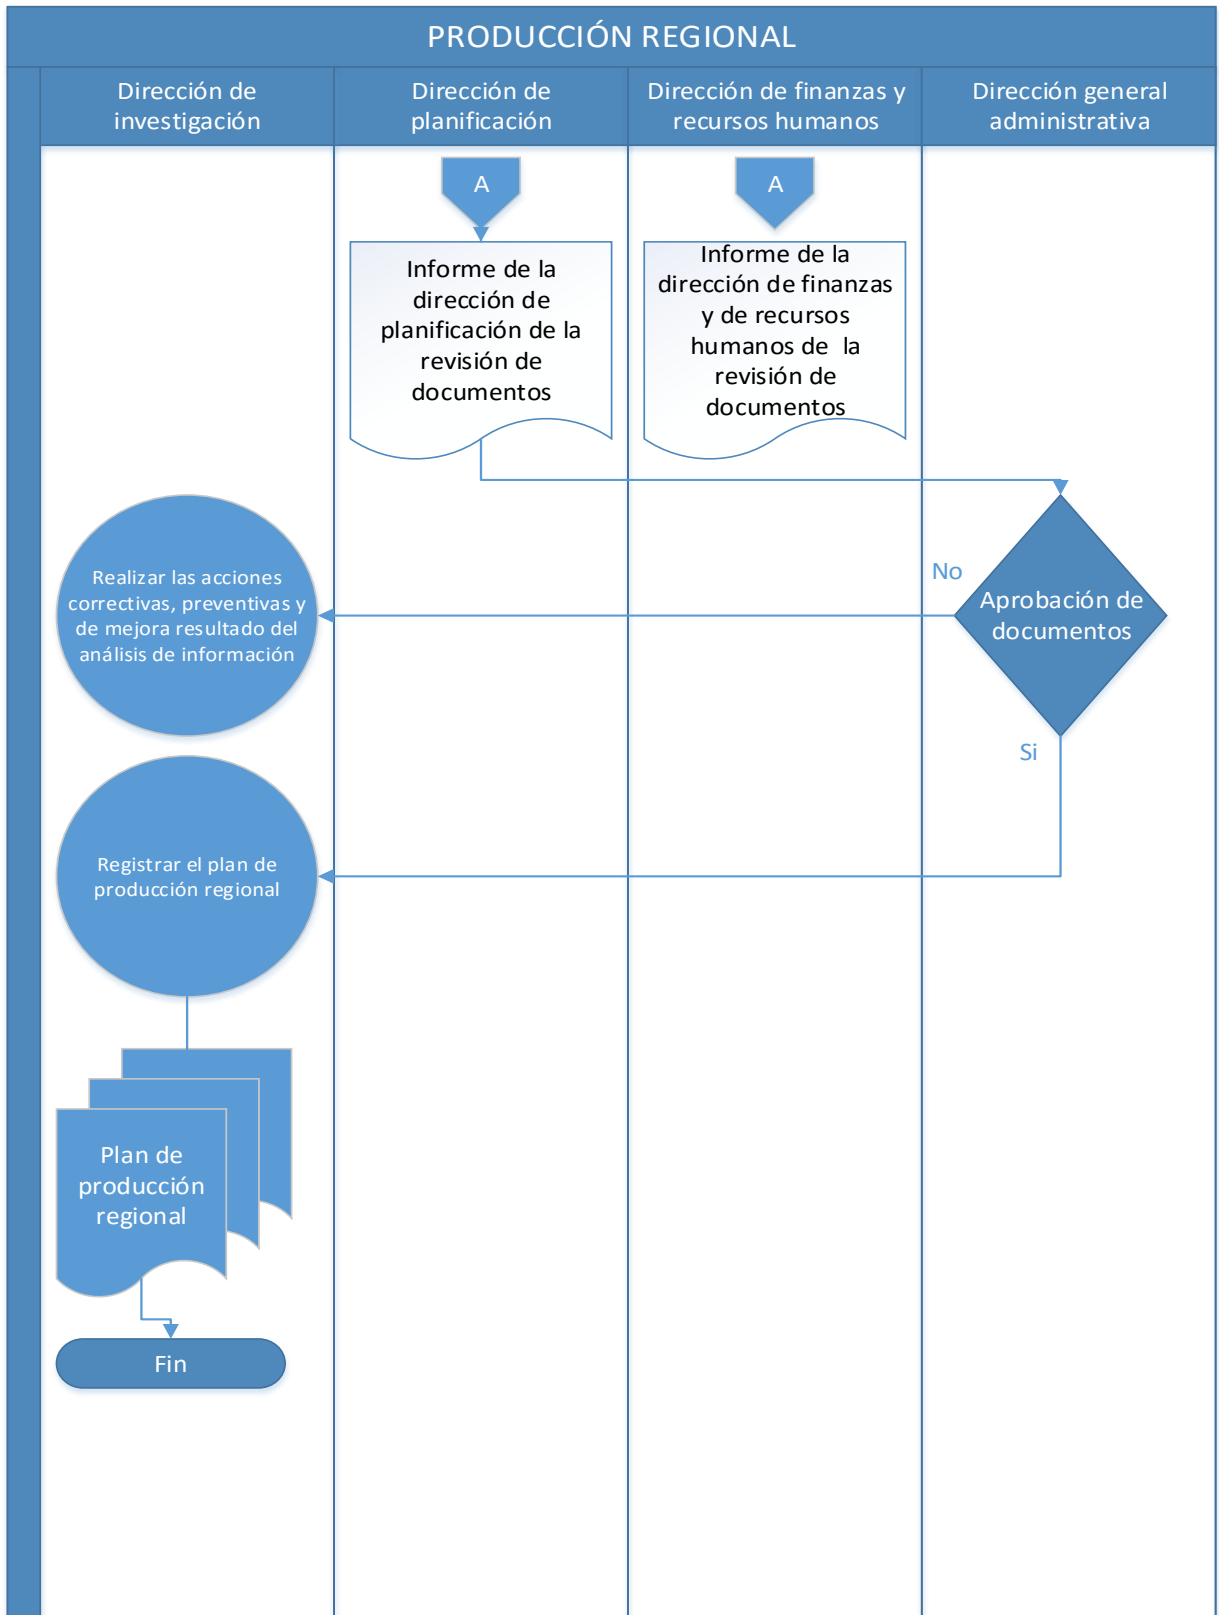 PRODUCCIÓN REGIONAL
Dirección de
investigación
Dirección de
planificación
Dirección de finanzas y
recursos humanos
Dirección general
administrativa
A
A
Informe de la
dirección de
planificación de la
revisión de
documentos
Informe de la
dirección de finanzas
y de recursos
humanos de la
revisión de
documentos
No
Aprobación de
documentos
Realizar las acciones
correctivas, preventivas y
de mejora resultado del
análisis de información
Si
Registrar el plan de
producción regional
Plan de
producción
regional
Fin